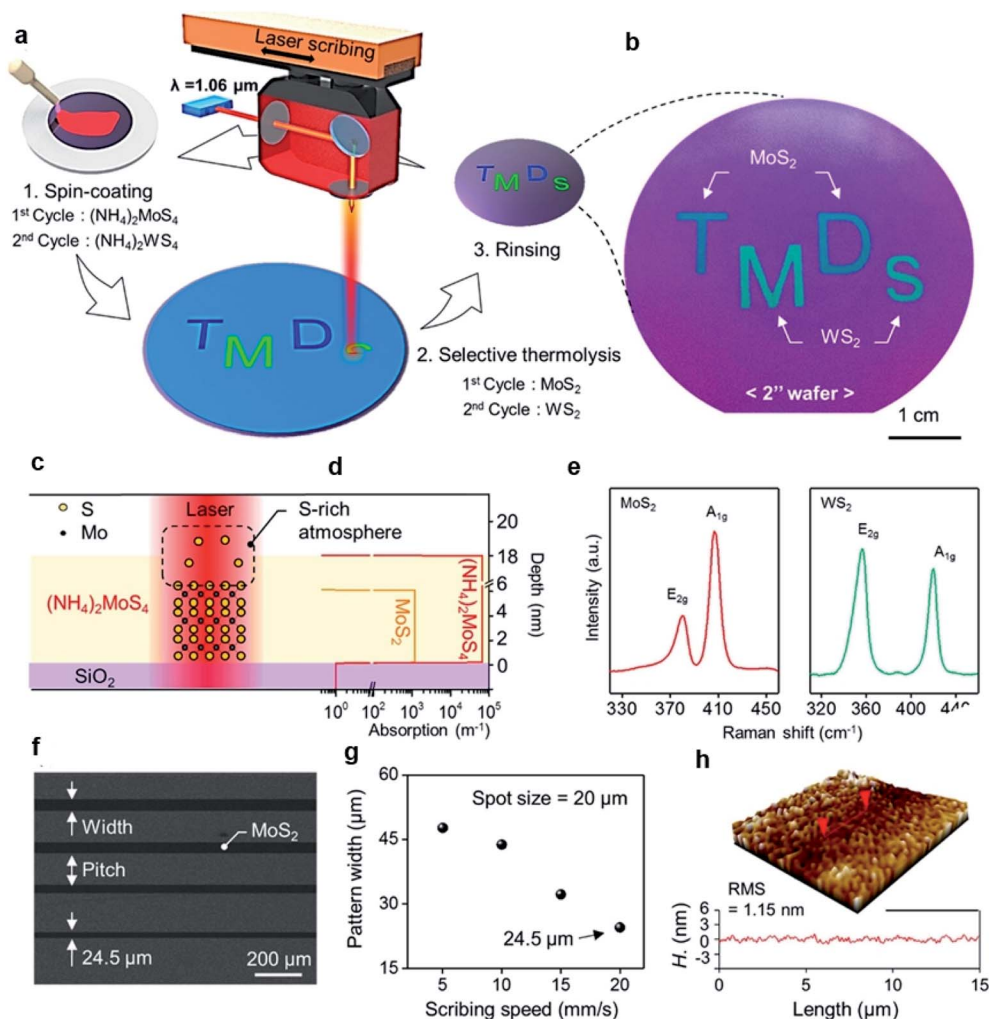 a
Laser scribing
λ =1.06 μm
1. Spin-coating
1st Cycle : (NH4)2MoS4
2nd Cycle : (NH4)2WS4
T M D S
2. Selective thermolysis
1st Cycle : MoS2
2nd Cycle : WS2
T M D S
3. Rinsing
b
MoS2
T M D S
WS2
< 2’’ wafer >
1 cm
c
S
Mo
Laser
S-rich
atmosphere
(NH4)2MoS4
SiO2
d
MoS2
(NH4)2MoS4
20
18
6
4
2
0
Depth (nm)
10^0 10^2 10^3 10^4 10^5
Absorption (m-1)
e
Intensity (a.u.)
MoS2
E2g
A1g
330 370 410 450
WS2
E2g
A1g
310 360 400
Raman shift (cm-1)
f
Width
MoS2
Pitch
24.5 μm
200 μm
g
Pattern width (μm)
60
45
30
15
Spot size = 20 μm
24.5 μm
5 10 15 20
Scribing speed (mm/s)
h
RMS
= 1.15 nm
H. (nm)
6
3
0
-3
0 5 10 15
Length (μm)